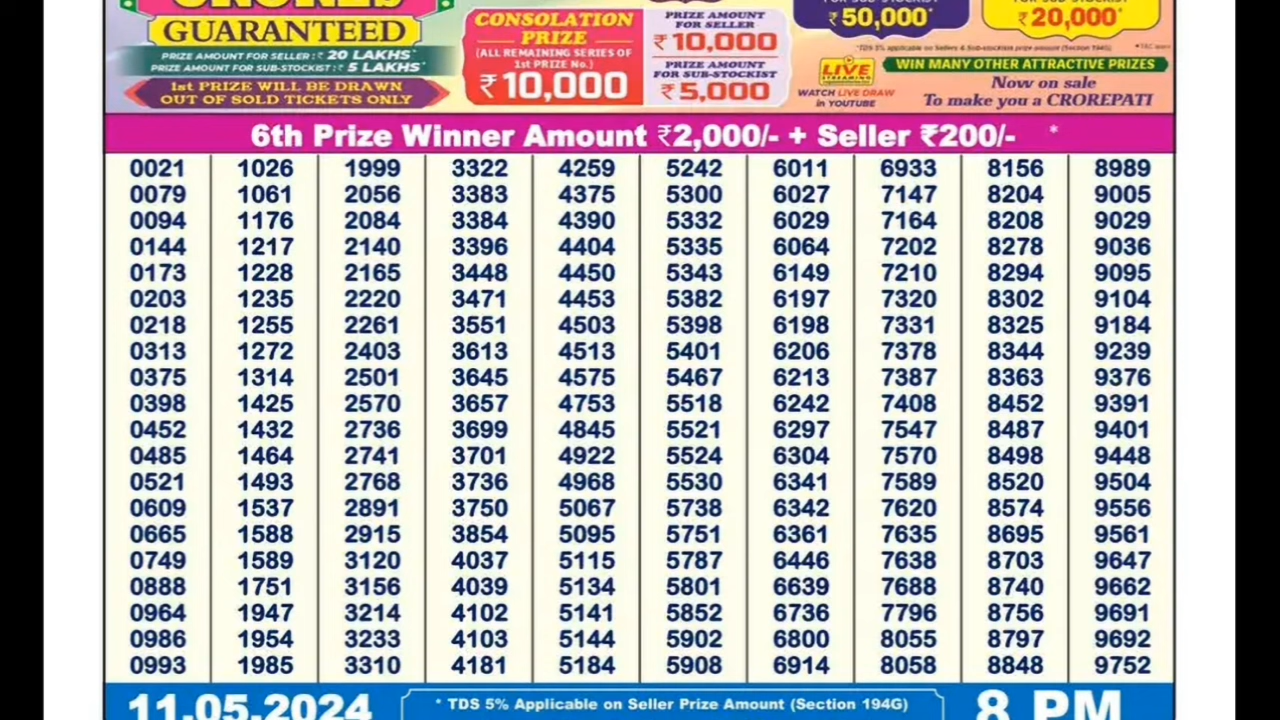 GUARANTEED
PRIZE AMOUNT FOR SELLER : ₹ 20 LAKHS*
PRIZE AMOUNT FOR SUB-STOCKIST : ₹ 5 LAKHS*
1st PRIZE WILL BE DRAWN
OUT OF SOLD TICKETS ONLY
CONSOLATION
PRIZE
(ALL REMAINING SERIES OF
1st PRIZE No.)
₹ 10,000
PRIZE AMOUNT
FOR SELLER
₹ 10,000
PRIZE AMOUNT
FOR SUB-STOCKIST
₹ 5,000
₹ 50,000*
₹ 20,000*
*TDS 5% applicable on Sellers & Sub-stockists prize amount (Section 194G)
LIVE
STREAMING
WATCH LIVE DRAW
in YOUTUBE
WIN MANY OTHER ATTRACTIVE PRIZES
Now on sale
To make you a CROREPATI
6th Prize Winner Amount ₹2,000/- + Seller ₹200/- *
0021 1026 1999 3322 4259 5242 6011 6933 8156 8989
0079 1061 2056 3383 4375 5300 6027 7147 8204 9005
0094 1176 2084 3384 4390 5332 6029 7164 8208 9029
0144 1217 2140 3396 4404 5335 6064 7202 8278 9036
0173 1228 2165 3448 4450 5343 6149 7210 8294 9095
0203 1235 2220 3471 4453 5382 6197 7320 8302 9104
0218 1255 2261 3551 4503 5398 6198 7331 8325 9184
0313 1272 2403 3613 4513 5401 6206 7378 8344 9239
0375 1314 2501 3645 4575 5467 6213 7387 8363 9376
0398 1425 2570 3657 4753 5518 6242 7408 8452 9391
0452 1432 2736 3699 4845 5521 6297 7547 8487 9401
0485 1464 2741 3701 4922 5524 6304 7570 8498 9448
0521 1493 2768 3736 4968 5530 6341 7589 8520 9504
0609 1537 2891 3750 5067 5738 6342 7620 8574 9556
0665 1588 2915 3854 5095 5751 6361 7635 8695 9561
0749 1589 3120 4037 5115 5787 6446 7638 8703 9647
0888 1751 3156 4039 5134 5801 6639 7688 8740 9662
0964 1947 3214 4102 5141 5852 6736 7796 8756 9691
0986 1954 3233 4103 5144 5902 6800 8055 8797 9692
0993 1985 3310 4181 5184 5908 6914 8058 8848 9752
11.05.2024
* TDS 5% Applicable on Seller Prize Amount (Section 194G)
8 PM